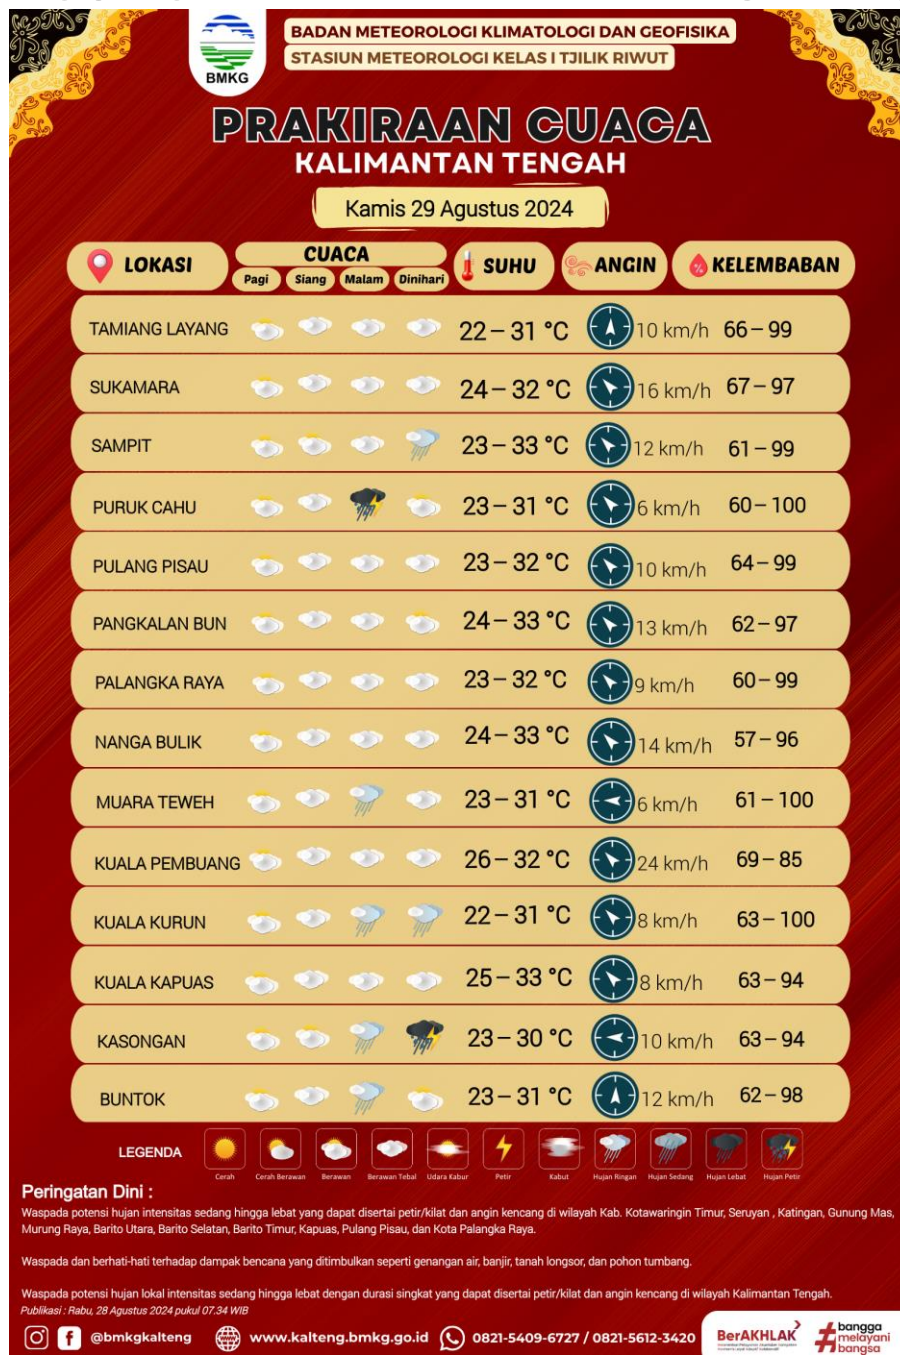 BMKG
BADAN METEOROLOGI KLIMATOLOGI DAN GEOFISIKA
STASIUN METEOROLOGI KELAS I TJILIK RIWUT
PRAKIRAAN CUACA
KALIMANTAN TENGAH
Kamis 29 Agustus 2024
LOKASI CUACA SUHU ANGIN % KELEMBABAN
Pagi Siang Malam Dinihari
TAMIANG LAYANG 22 – 31 °C 10 km/h 66 – 99
SUKAMARA 24 – 32 °C 16 km/h 67 – 97
SAMPIT 23 – 33 °C 12 km/h 61 – 99
PURUK CAHU 23 – 31 °C 6 km/h 60 – 100
PULANG PISAU 23 – 32 °C 10 km/h 64 – 99
PANGKALAN BUN 24 – 33 °C 13 km/h 62 – 97
PALANGKA RAYA 23 – 32 °C 9 km/h 60 – 99
NANGA BULIK 24 – 33 °C 14 km/h 57 – 96
MUARA TEWEH 23 – 31 °C 6 km/h 61 – 100
KUALA PEMBUANG 26 – 32 °C 24 km/h 69 – 85
KUALA KURUN 22 – 31 °C 8 km/h 63 – 100
KUALA KAPUAS 25 – 33 °C 8 km/h 63 – 94
KASONGAN 23 – 30 °C 10 km/h 63 – 94
BUNTOK 23 – 31 °C 12 km/h 62 – 98
LEGENDA
Cerah Cerah Berawan Berawan Berawan Tebal Udara Kabur Petir Kabut Hujan Ringan Hujan Sedang Hujan Lebat Hujan Petir
Peringatan Dini :
Waspada potensi hujan intensitas sedang hingga lebat yang dapat disertai petir/kilat dan angin kencang di wilayah Kab. Kotawaringin Timur, Seruyan , Katingan, Gunung Mas,
Murung Raya, Barito Utara, Barito Selatan, Barito Timur, Kapuas, Pulang Pisau, dan Kota Palangka Raya.
Waspada dan berhati-hati terhadap dampak bencana yang ditimbulkan seperti genangan air, banjir, tanah longsor, dan pohon tumbang.
Waspada potensi hujan lokal intensitas sedang hingga lebat dengan durasi singkat yang dapat disertai petir/kilat dan angin kencang di wilayah Kalimantan Tengah.
Publikasi : Rabu, 28 Agustus 2024 pukul 07.34 WIB
@bmkgkalteng www.kalteng.bmkg.go.id 0821-5409-6727 / 0821-5612-3420
BerAKHLAK
#bangga
melayani
bangsa